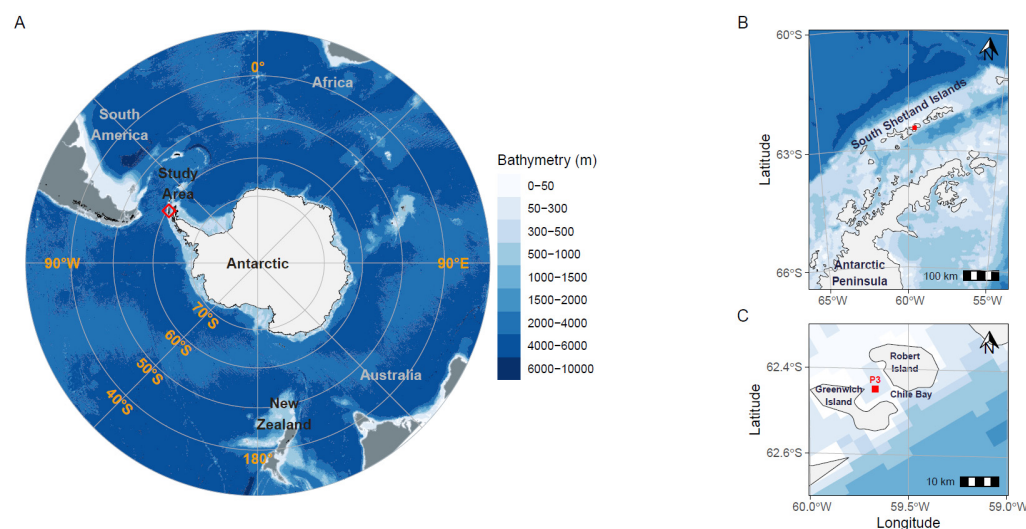 A
0°
Africa
South
America
Study
Area
90°W
Antarctic
90°E
70°S
60°S
50°S
40°S
Australia
New
Zealand
180°
Bathymetry (m)
0−50
50−300
300−500
500−1000
1000−1500
1500−2000
2000−4000
4000−6000
6000−10000
B
60°S
63°S
66°S
Latitude
N
South Shetland Islands
Antarctic
Peninsula
100 km
65°W
60°W
55°W
C
62.4°S
62.6°S
Latitude
N
Robert
Island
P3
Greenwich
Island
Chile Bay
10 km
60.0°W
59.5°W
59.0°W
Longitude